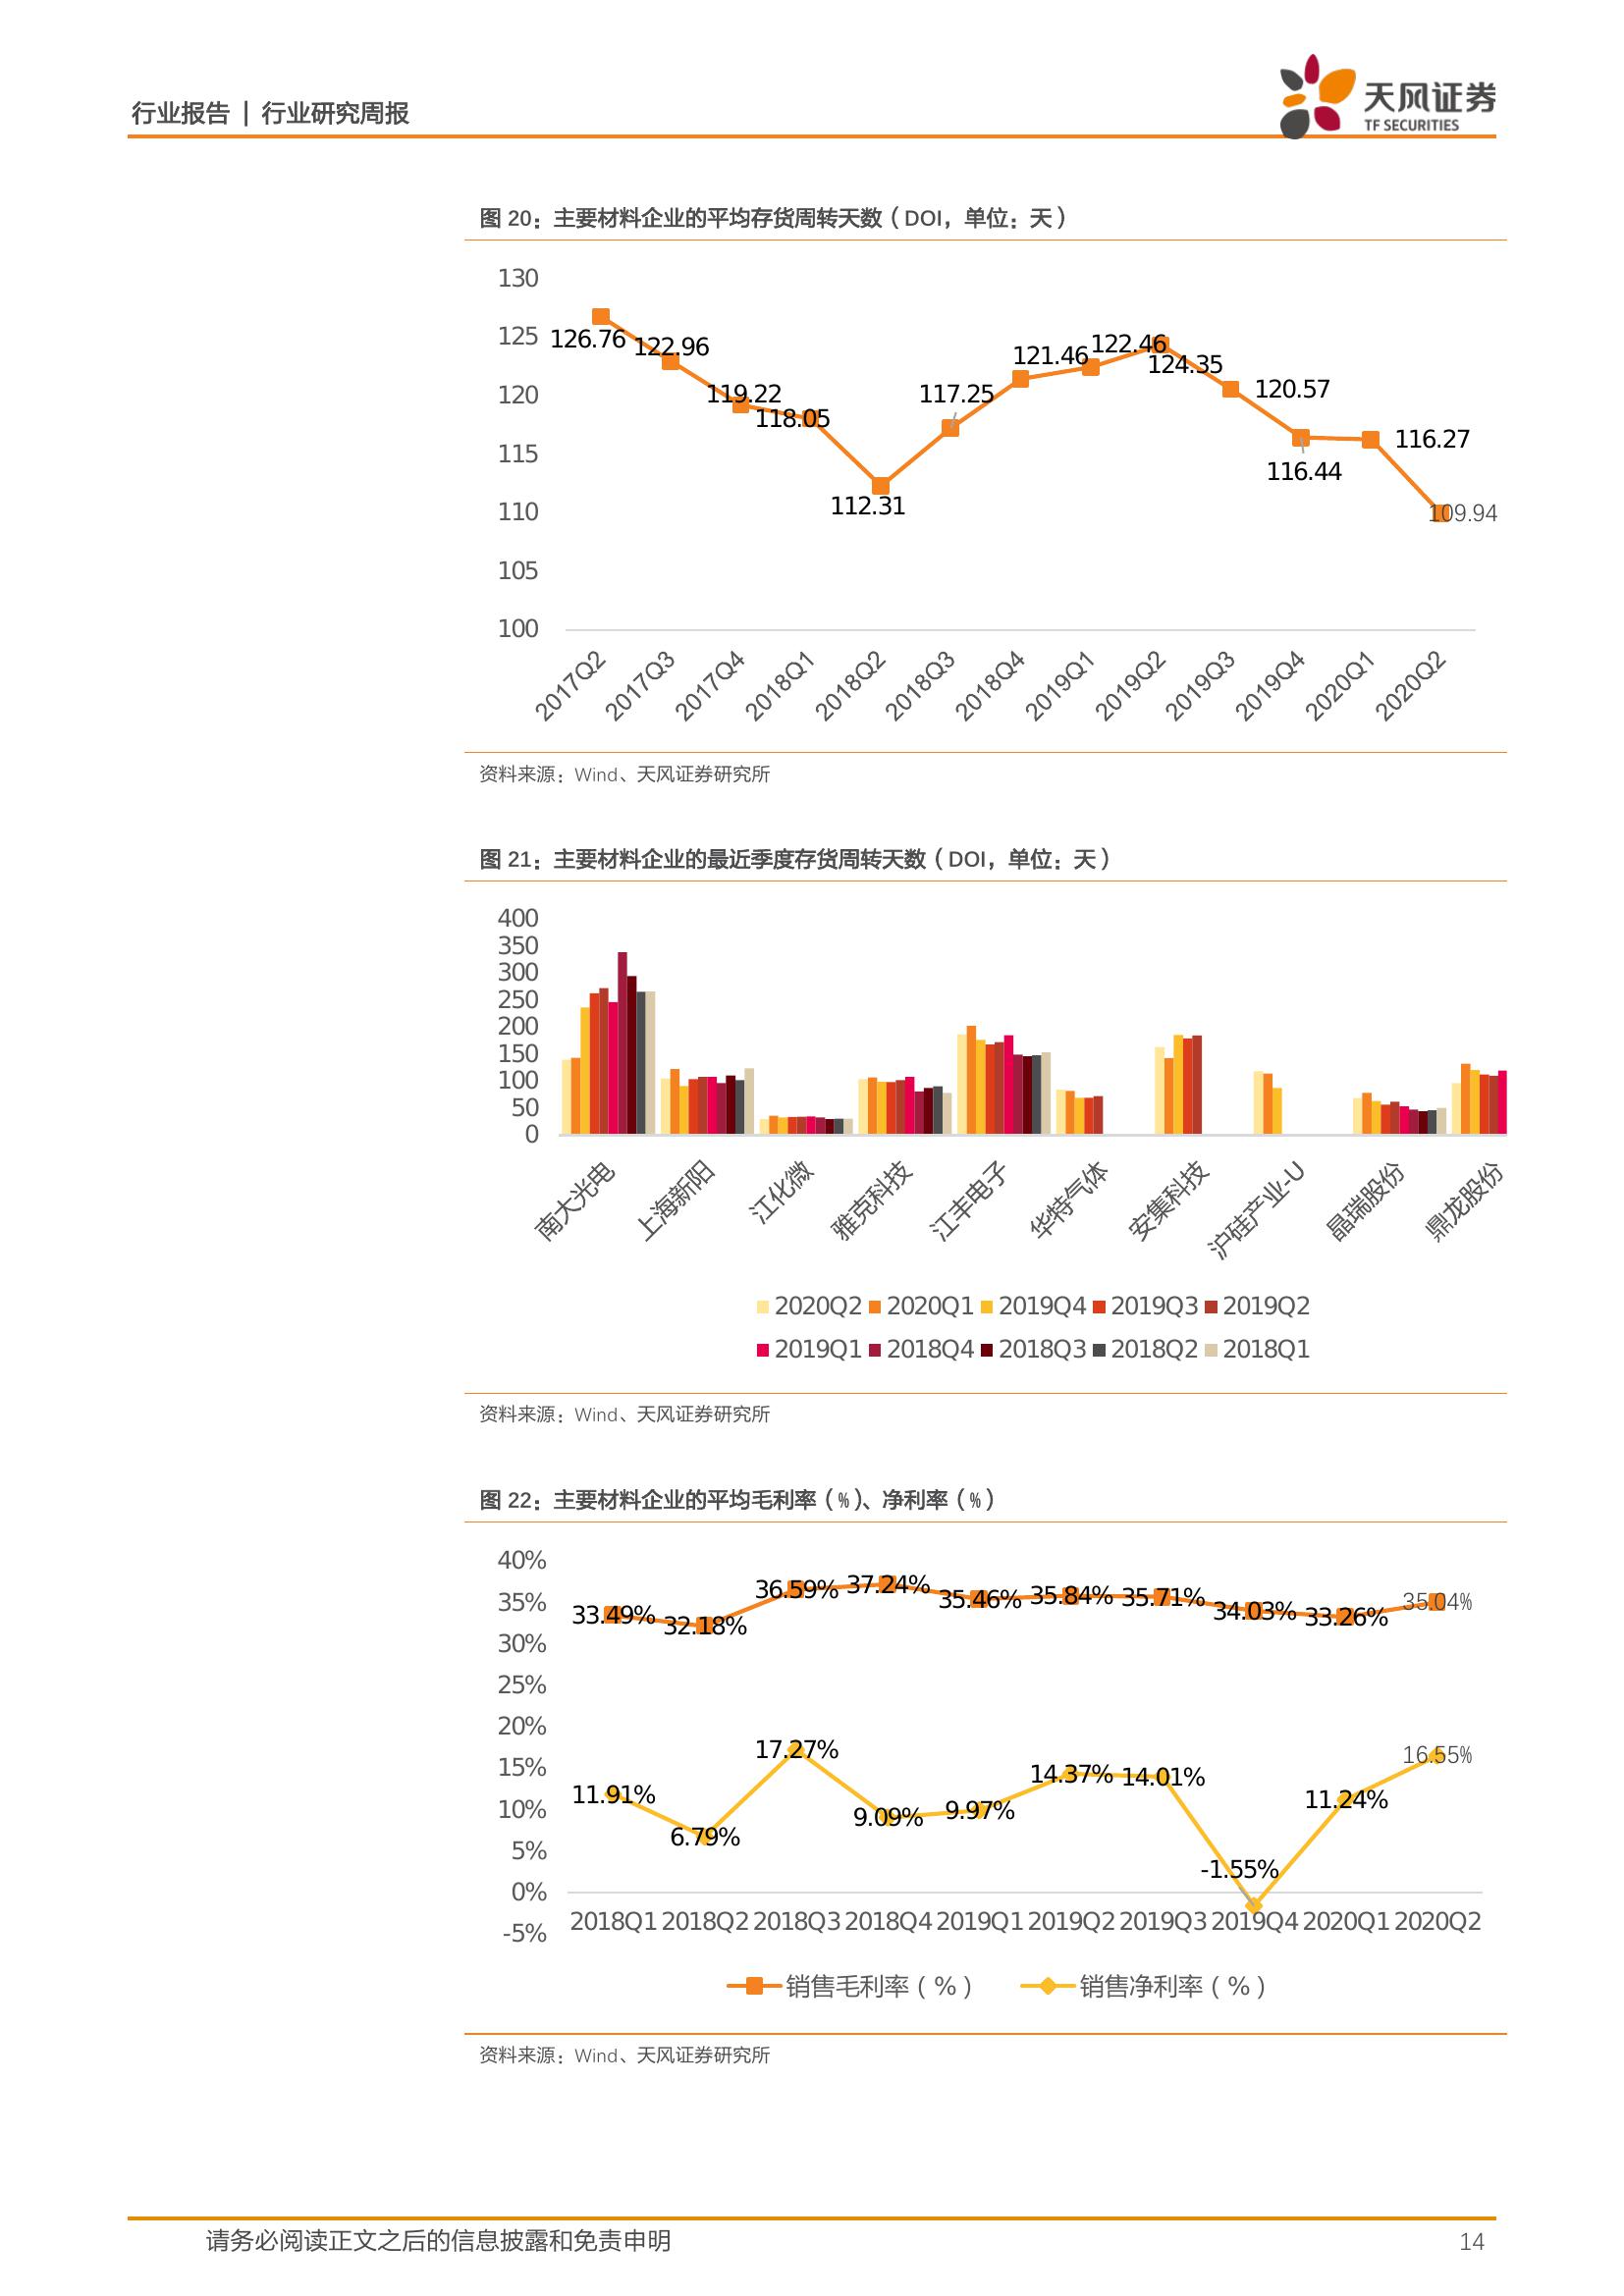 行业报告 | 行业研究周报
天风证券
TF SECURITIES
图 20：主要材料企业的平均存货周转天数（DOI，单位：天）
130
125
120
115
110
105
100
126.76
122.96
119.22
118.05
112.31
117.25
121.46
122.46
124.35
120.57
116.44
116.27
109.94
2017Q2
2017Q3
2017Q4
2018Q1
2018Q2
2018Q3
2018Q4
2019Q1
2019Q2
2019Q3
2019Q4
2020Q1
2020Q2
资料来源：Wind、天风证券研究所
图 21：主要材料企业的最近季度存货周转天数（DOI，单位：天）
400
350
300
250
200
150
100
50
0
南大光电
上海新阳
江化微
雅克科技
江丰电子
华特气体
安集科技
沪硅产业-U
晶瑞股份
鼎龙股份
2020Q2 2020Q1 2019Q4 2019Q3 2019Q2
2019Q1 2018Q4 2018Q3 2018Q2 2018Q1
资料来源：Wind、天风证券研究所
图 22：主要材料企业的平均毛利率（%）、净利率（%）
40%
35%
30%
25%
20%
15%
10%
5%
0%
-5%
33.49% 32.18% 36.59% 37.24% 35.46% 35.84% 35.71% 34.03% 33.26% 35.04%
11.91% 6.79% 17.27% 9.09% 9.97% 14.37% 14.01% -1.55% 11.24% 16.55%
2018Q1 2018Q2 2018Q3 2018Q4 2019Q1 2019Q2 2019Q3 2019Q4 2020Q1 2020Q2
销售毛利率（%） 销售净利率（%）
资料来源：Wind、天风证券研究所
请务必阅读正文之后的信息披露和免责申明 14